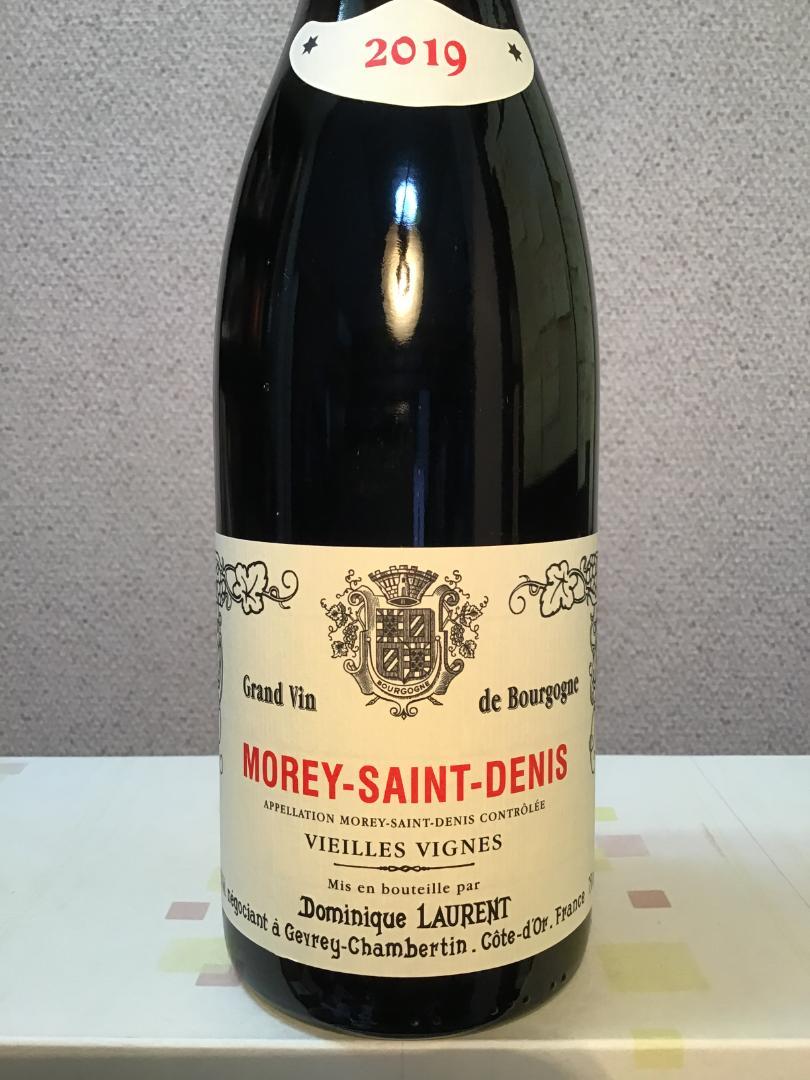 2019
BOURGOGNE
Grand Vin de Bourgogne
MOREY-SAINT-DENIS
APPELLATION MOREY-SAINT-DENIS CONTRÔLÉE
VIEILLES VIGNES
Mis en bouteille par
Dominique LAURENT
négociant à Gevrey-Chambertin . Côte-d'Or . France